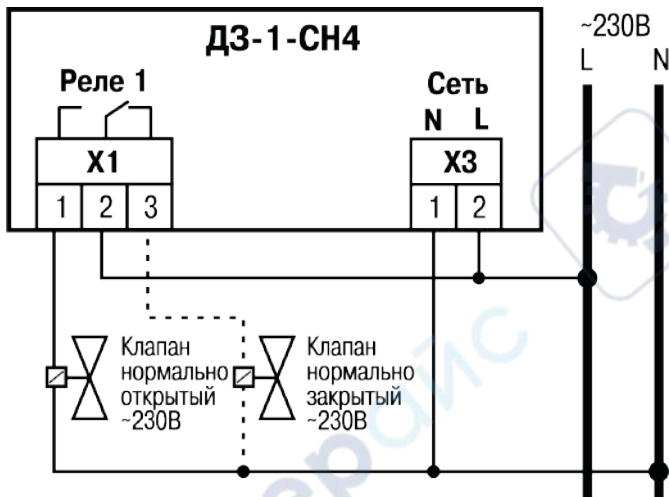 ДЗ-1-СН4
~230В
L N
Реле 1
Сеть
N L
X1
X3
1 2 3
1 2
Клапан
нормально
открытый
~230В
Клапан
нормально
закрытый
~230В